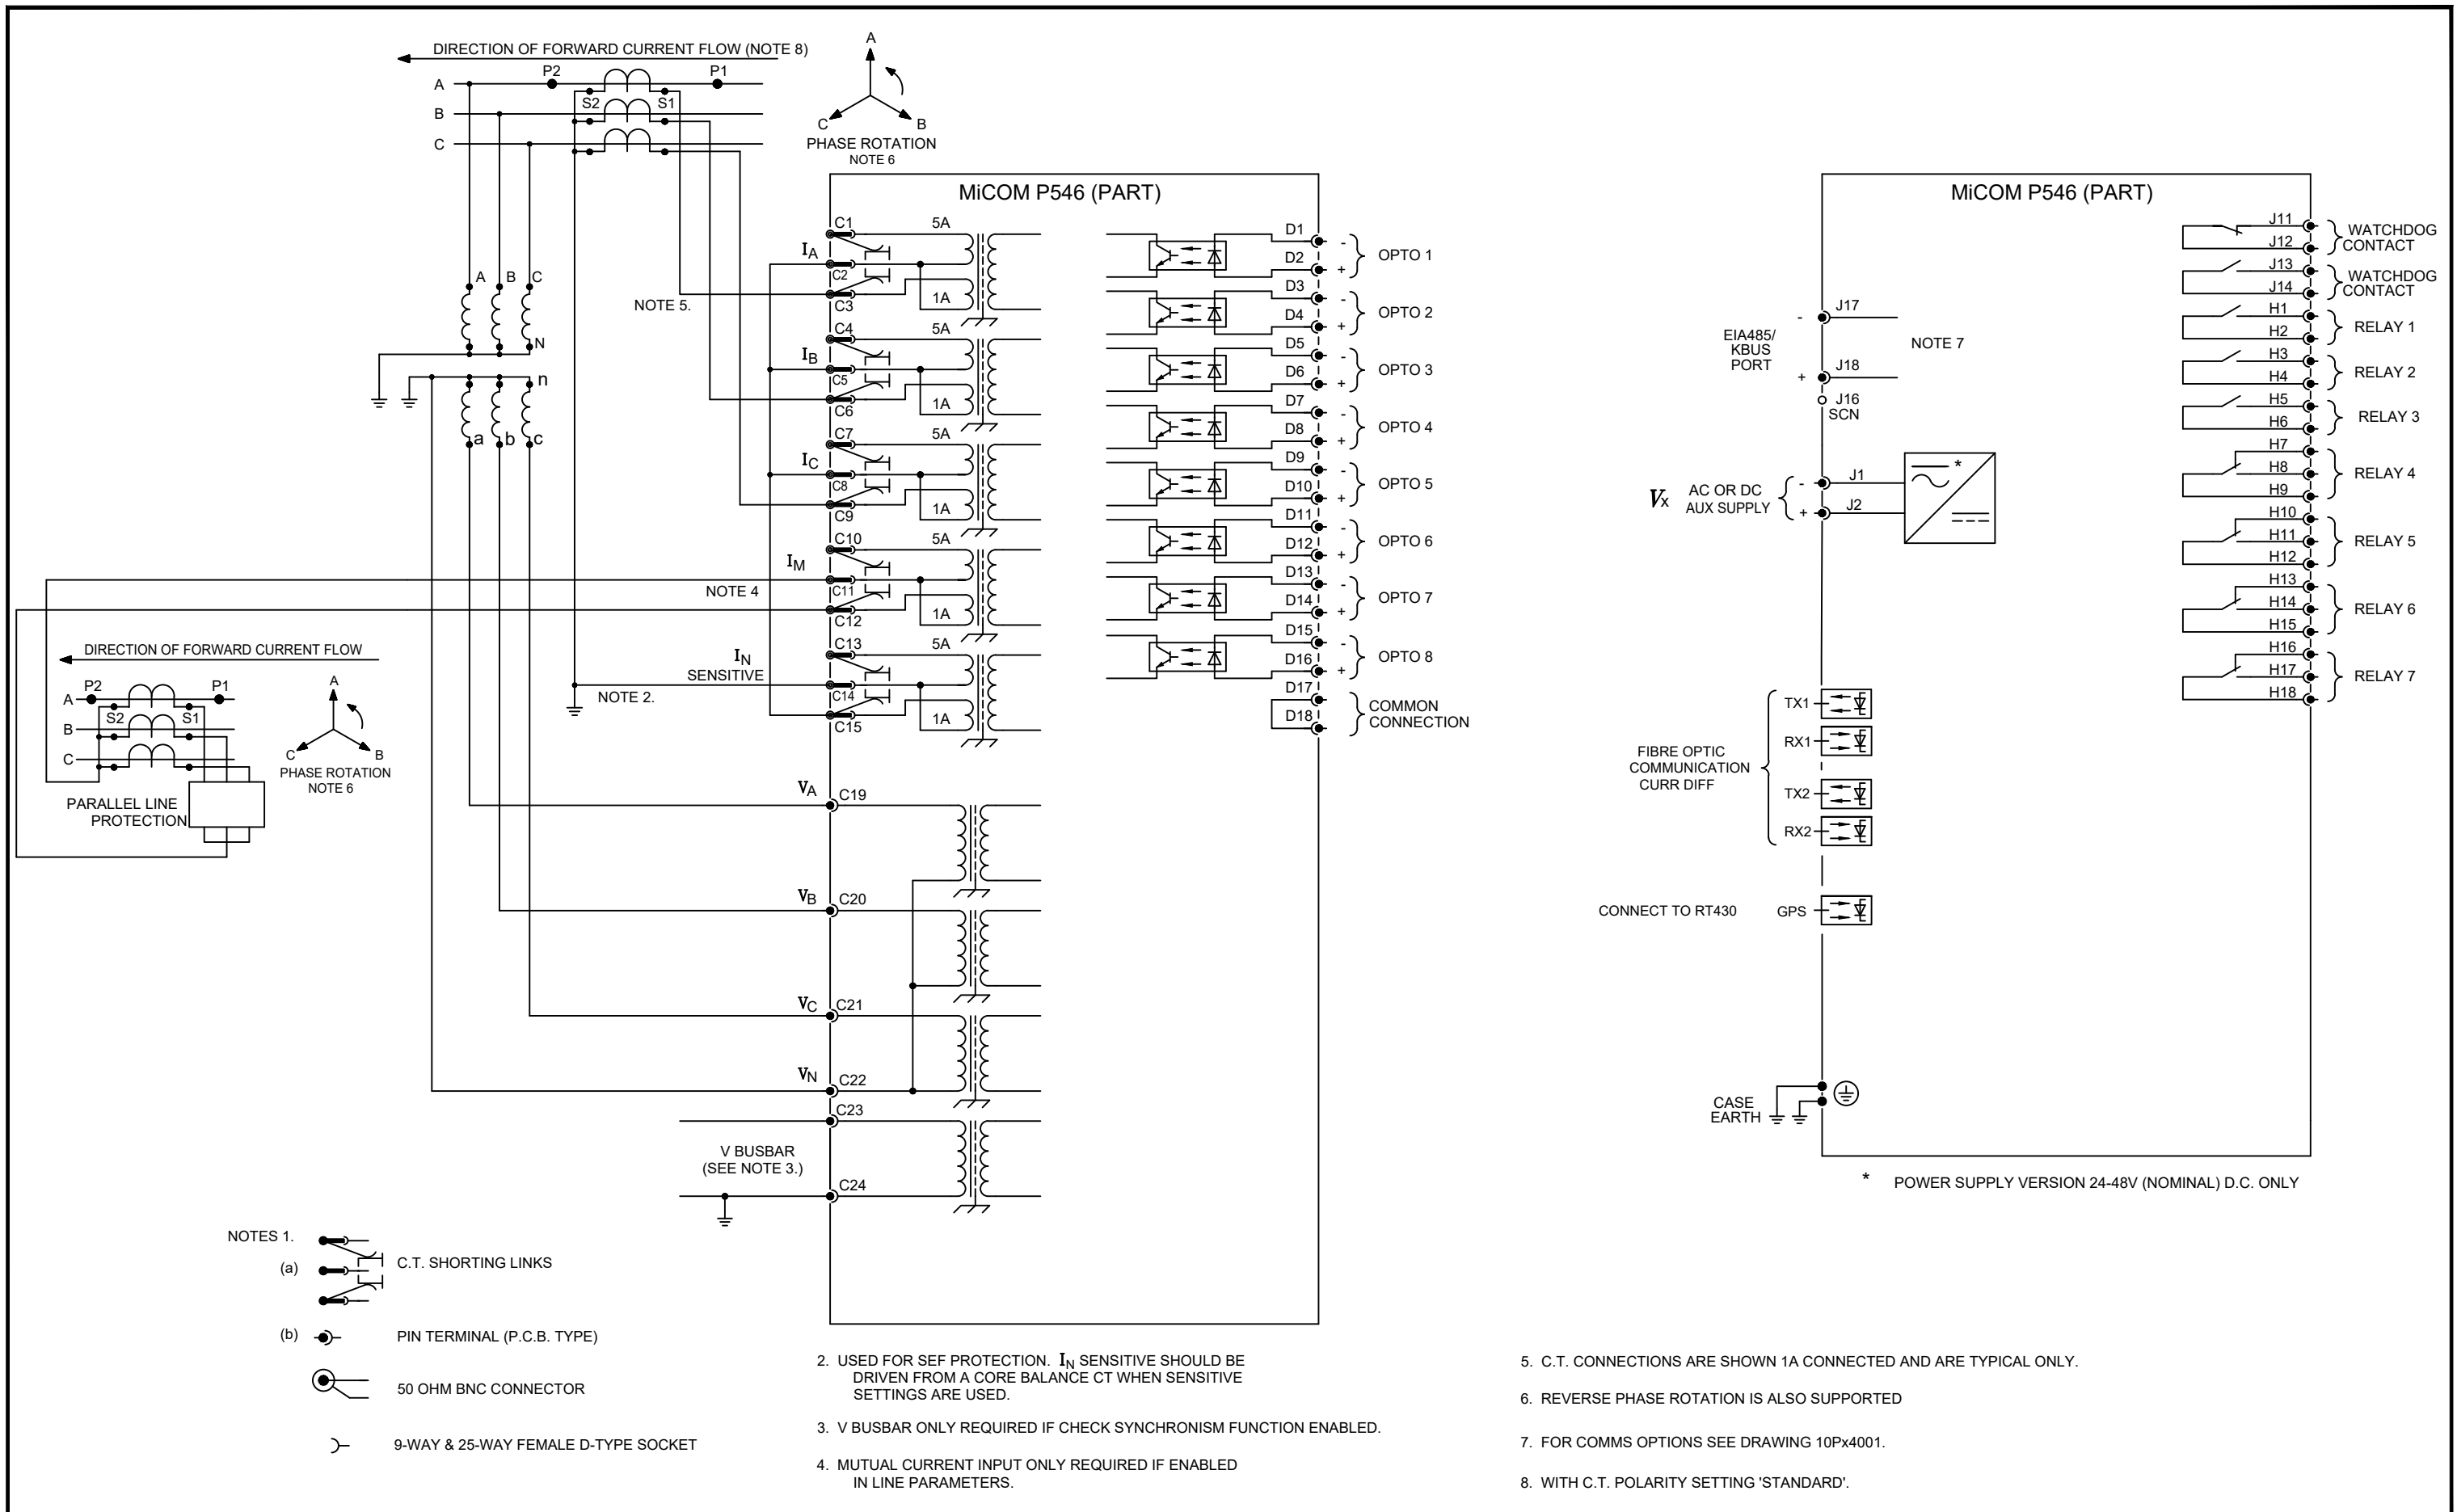 DIRECTION OF FORWARD CURRENT FLOW (NOTE 8)
A
P2
P1
A
S2
S1
B
C
C
B
PHASE ROTATION
NOTE 6
MiCOM P546 (PART)
C1
5A
IA
C2
1A
C3
NOTE 5.
C4
5A
IB
C5
1A
C6
C7
5A
IC
C8
1A
C9
C10
5A
IM
NOTE 4
C11
1A
C12
C13
5A
IN
SENSITIVE
NOTE 2.
C14
1A
C15
A
B
C
N
n
a
b
c
DIRECTION OF FORWARD CURRENT FLOW
A
P2
P1
S2
S1
B
C
A
C
B
PHASE ROTATION
NOTE 6
PARALLEL LINE
PROTECTION
VA
C19
VB
C20
VC
C21
VN
C22
C23
V BUSBAR
(SEE NOTE 3.)
C24
D1
-
D2
+
OPTO 1
D3
-
D4
+
OPTO 2
D5
-
D6
+
OPTO 3
D7
-
D8
+
OPTO 4
D9
-
D10
+
OPTO 5
D11
-
D12
+
OPTO 6
D13
-
D14
+
OPTO 7
D15
-
D16
+
OPTO 8
D17
D18
COMMON
CONNECTION
MiCOM P546 (PART)
- J17
EIA485/
KBUS
PORT
NOTE 7
+ J18
J16
SCN
Vx
AC OR DC
AUX SUPPLY
- J1
+ J2
*
TX1
RX1
FIBRE OPTIC
COMMUNICATION
CURR DIFF
TX2
RX2
CONNECT TO RT430
GPS
CASE
EARTH
J11
J12
WATCHDOG
CONTACT
J13
J14
WATCHDOG
CONTACT
H1
H2
RELAY 1
H3
H4
RELAY 2
H5
H6
RELAY 3
H7
H8
H9
RELAY 4
H10
H11
H12
RELAY 5
H13
H14
H15
RELAY 6
H16
H17
H18
RELAY 7
* POWER SUPPLY VERSION 24-48V (NOMINAL) D.C. ONLY
NOTES 1.
(a)
C.T. SHORTING LINKS
(b)
PIN TERMINAL (P.C.B. TYPE)
50 OHM BNC CONNECTOR
9-WAY & 25-WAY FEMALE D-TYPE SOCKET
2. USED FOR SEF PROTECTION. IN SENSITIVE SHOULD BE
DRIVEN FROM A CORE BALANCE CT WHEN SENSITIVE
SETTINGS ARE USED.
3. V BUSBAR ONLY REQUIRED IF CHECK SYNCHRONISM FUNCTION ENABLED.
4. MUTUAL CURRENT INPUT ONLY REQUIRED IF ENABLED
IN LINE PARAMETERS.
5. C.T. CONNECTIONS ARE SHOWN 1A CONNECTED AND ARE TYPICAL ONLY.
6. REVERSE PHASE ROTATION IS ALSO SUPPORTED
7. FOR COMMS OPTIONS SEE DRAWING 10Px4001.
8. WITH C.T. POLARITY SETTING 'STANDARD'.